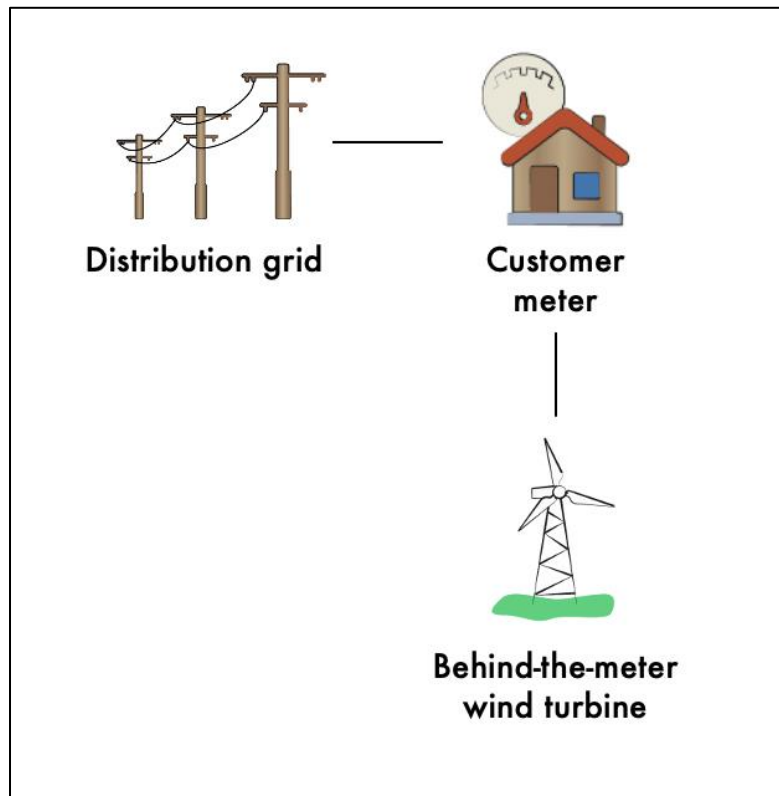 Distribution grid
Customer
meter
Behind-the-meter
wind turbine